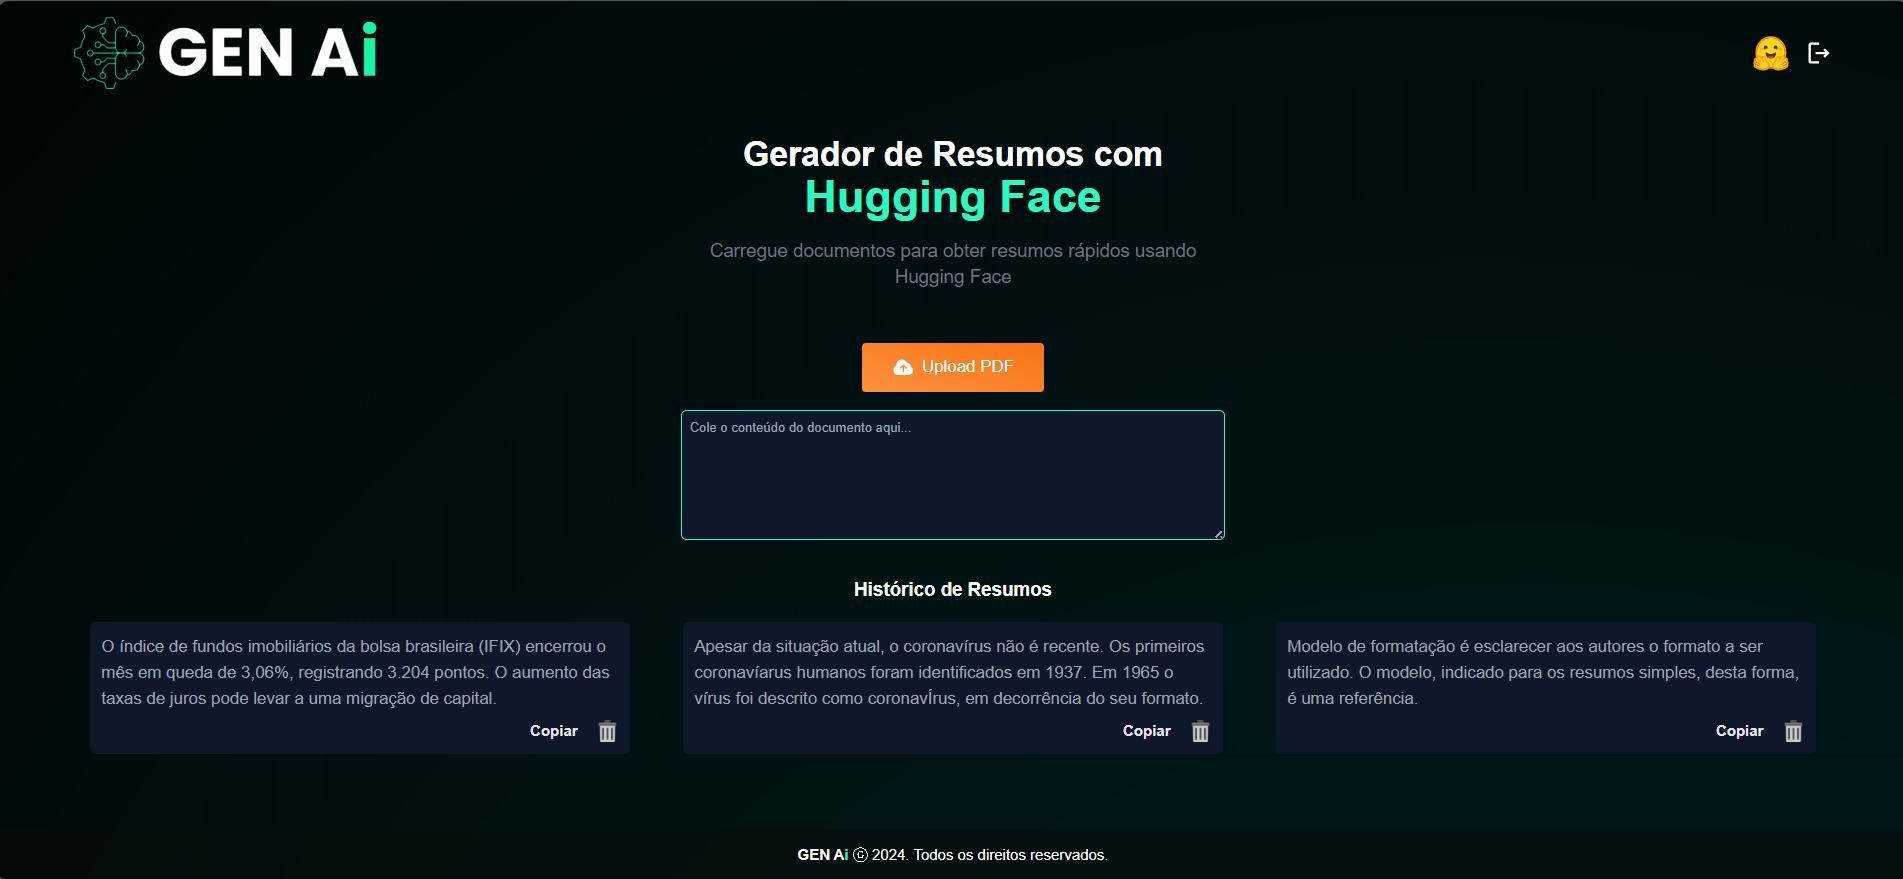 GEN Ai
Gerador de Resumos com
Hugging Face
Carregue documentos para obter resumos rápidos usando
Hugging Face
Upload PDF
Cole o conteúdo do documento aqui...
Histórico de Resumos
O índice de fundos imobiliários da bolsa brasileira (IFIX) encerrou o
mês em queda de 3,06%, registrando 3.204 pontos. O aumento das
taxas de juros pode levar a uma migração de capital.
Copiar
Apesar da situação atual, o coronavírus não é recente. Os primeiros
coronavíarus humanos foram identificados em 1937. Em 1965 o
vírus foi descrito como coronavÍrus, em decorrência do seu formato.
Copiar
Modelo de formatação é esclarecer aos autores o formato a ser
utilizado. O modelo, indicado para os resumos simples, desta forma,
é uma referência.
Copiar
GEN Ai © 2024. Todos os direitos reservados.